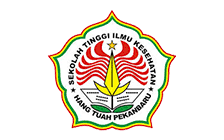 SEKOLAH TINGGI ILMU KESEHATAN
HANG TUAH PEKANBARU